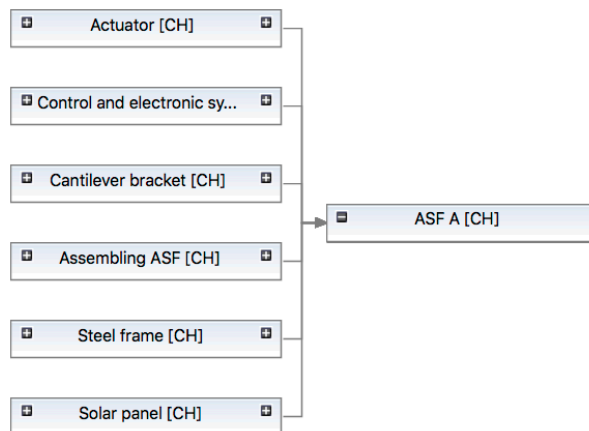 Actuator [CH]
Control and electronic sy...
Cantilever bracket [CH]
ASF A [CH]
Assembling ASF [CH]
Steel frame [CH]
Solar panel [CH]